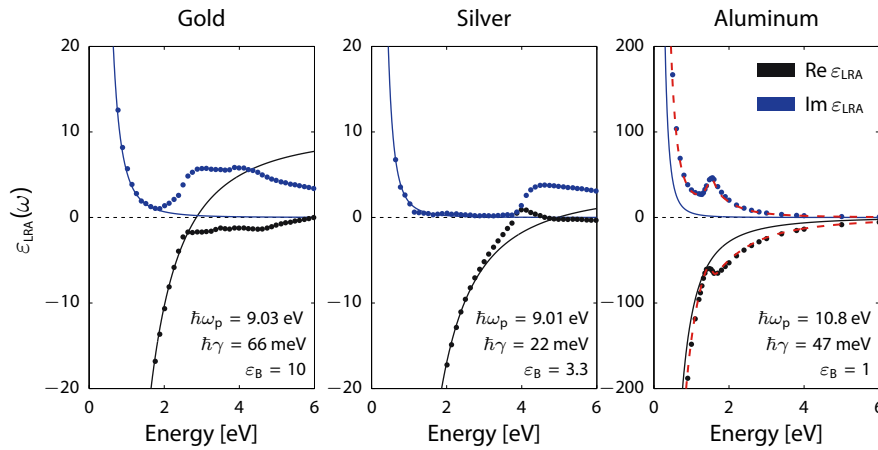 Gold
Silver
Aluminum
20
10
0
−10
−20
20
10
0
−10
−20
200
100
0
−100
−200
ε_LRA(ω)
Re ε_LRA
Im ε_LRA
ħω_p = 9.03 eV
ħγ = 66 meV
ε_B = 10
ħω_p = 9.01 eV
ħγ = 22 meV
ε_B = 3.3
ħω_p = 10.8 eV
ħγ = 47 meV
ε_B = 1
0 2 4 6
0 2 4 6
0 2 4 6
Energy [eV]
Energy [eV]
Energy [eV]